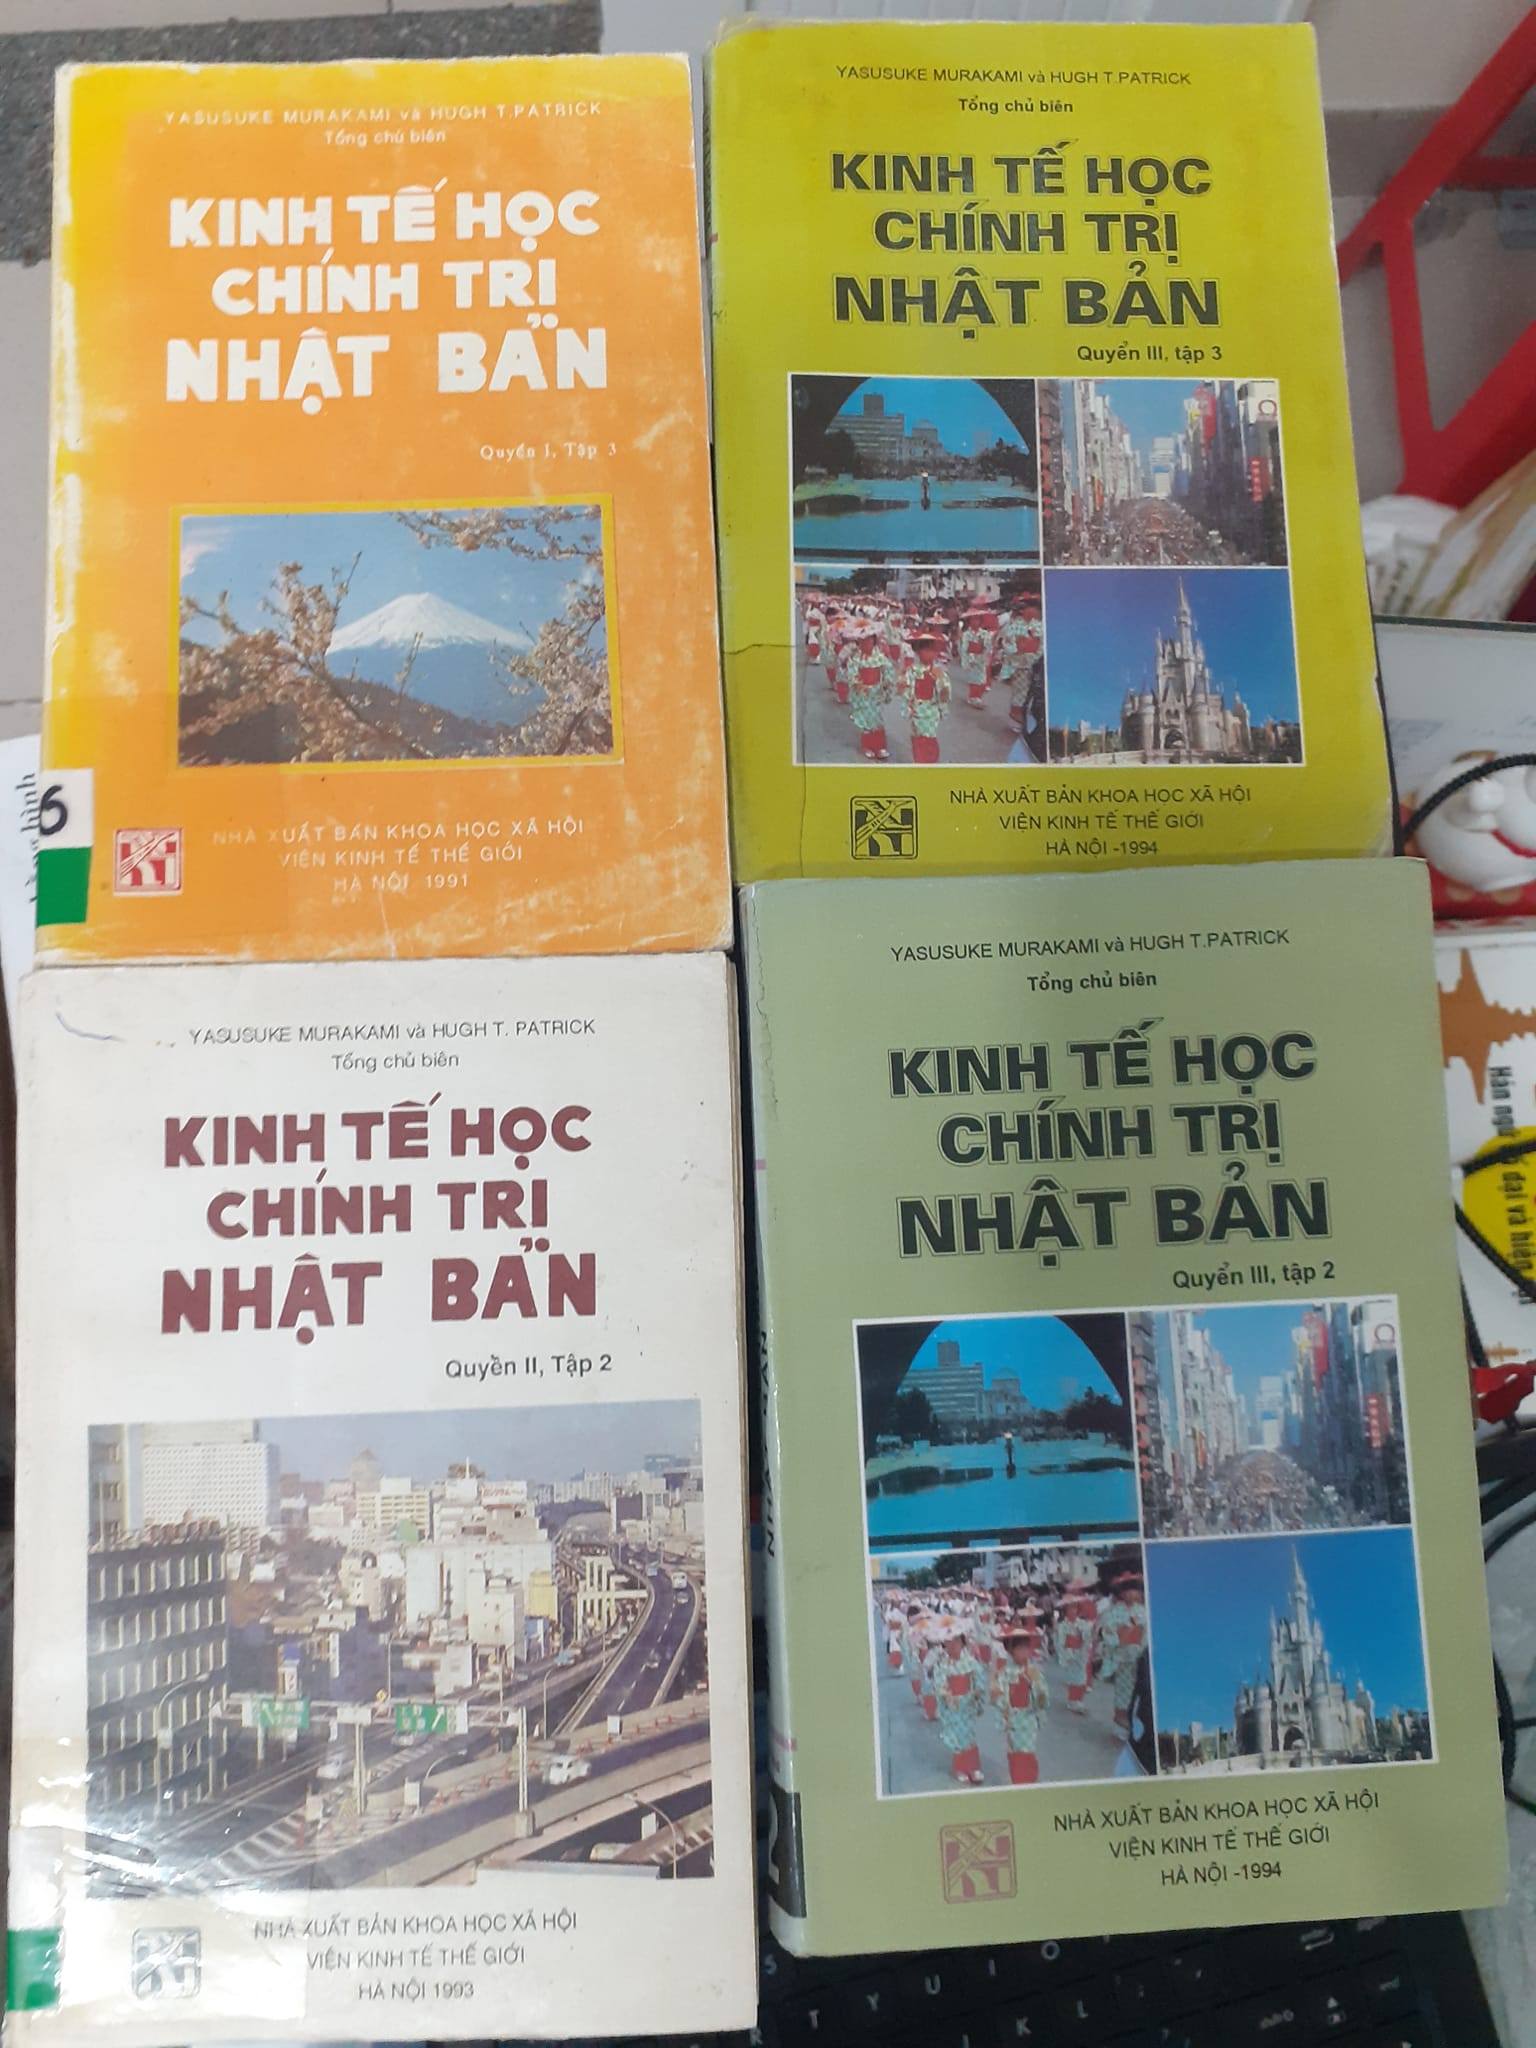 YASUSUKE MURAKAMI và HUGH T.PATRICK
Tổng chủ biên
KINH TẾ HỌC
CHÍNH TRỊ
NHẬT BẢN
Quyển I, Tập 3
6
NHÀ XUẤT BẢN KHOA HỌC XÃ HỘI
VIỆN KINH TẾ THẾ GIỚI
HÀ NỘI 1991
YASUSUKE MURAKAMI và HUGH T.PATRICK
Tổng chủ biên
KINH TẾ HỌC
CHÍNH TRỊ
NHẬT BẢN
Quyển III, tập 3
NHÀ XUẤT BẢN KHOA HỌC XÃ HỘI
VIỆN KINH TẾ THẾ GIỚI
HÀ NỘI -1994
YASUSUKE MURAKAMI và HUGH T. PATRICK
Tổng chủ biên
KINH TẾ HỌC
CHÍNH TRỊ
NHẬT BẢN
Quyển II, Tập 2
NHÀ XUẤT BẢN KHOA HỌC XÃ HỘI
VIỆN KINH TẾ THẾ GIỚI
HÀ NỘI 1993
YASUSUKE MURAKAMI và HUGH T.PATRICK
Tổng chủ biên
KINH TẾ HỌC
CHÍNH TRỊ
NHẬT BẢN
Quyển III, tập 2
NHÀ XUẤT BẢN KHOA HỌC XÃ HỘI
VIỆN KINH TẾ THẾ GIỚI
HÀ NỘI -1994
Hàn ngữ
đại và hiện
T Y U I O
K L